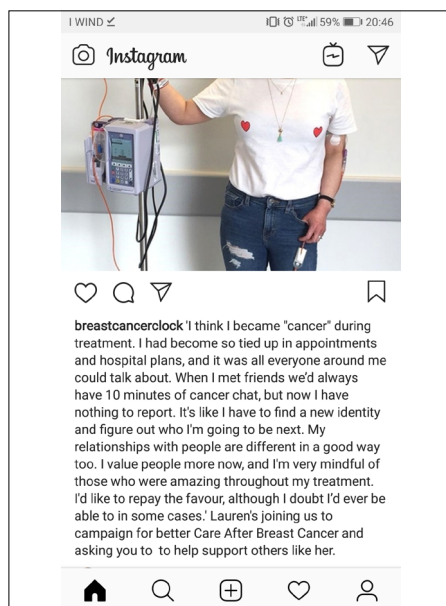 I WIND
LTE 59% 20:46
Instagram
breastcancerclock 'I think I became "cancer" during
treatment. I had become so tied up in appointments
and hospital plans, and it was all everyone around me
could talk about. When I met friends we'd always
have 10 minutes of cancer chat, but now I have
nothing to report. It's like I have to find a new identity
and figure out who I'm going to be next. My
relationships with people are different in a good way
too. I value people more now, and I'm very mindful of
those who were amazing throughout my treatment.
I'd like to repay the favour, although I doubt I'd ever be
able to in some cases.' Lauren's joining us to
campaign for better Care After Breast Cancer and
asking you to to help support others like her.